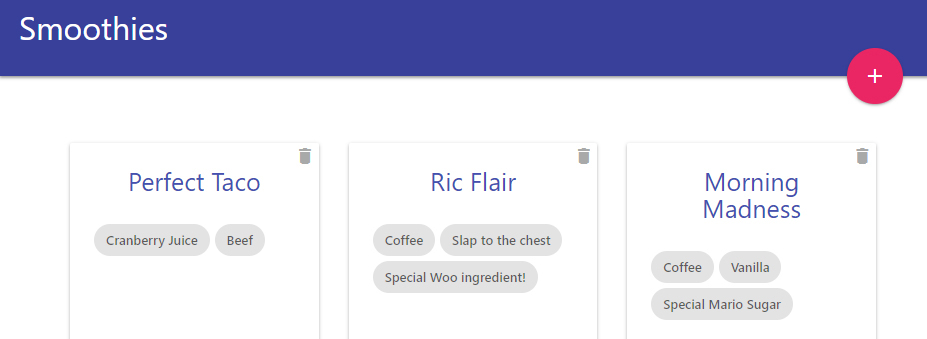 Smoothies
+
Perfect Taco
Cranberry Juice Beef
Ric Flair
Coffee Slap to the chest
Special Woo ingredient!
Morning
Madness
Coffee Vanilla
Special Mario Sugar